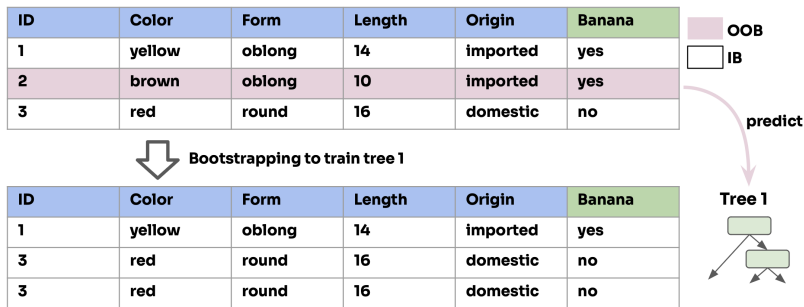 ID Color Form Length Origin Banana
1 yellow oblong 14 imported yes
2 brown oblong 10 imported yes
3 red round 16 domestic no
OOB
IB
predict
Bootstrapping to train tree 1
ID Color Form Length Origin Banana
1 yellow oblong 14 imported yes
3 red round 16 domestic no
3 red round 16 domestic no
Tree 1